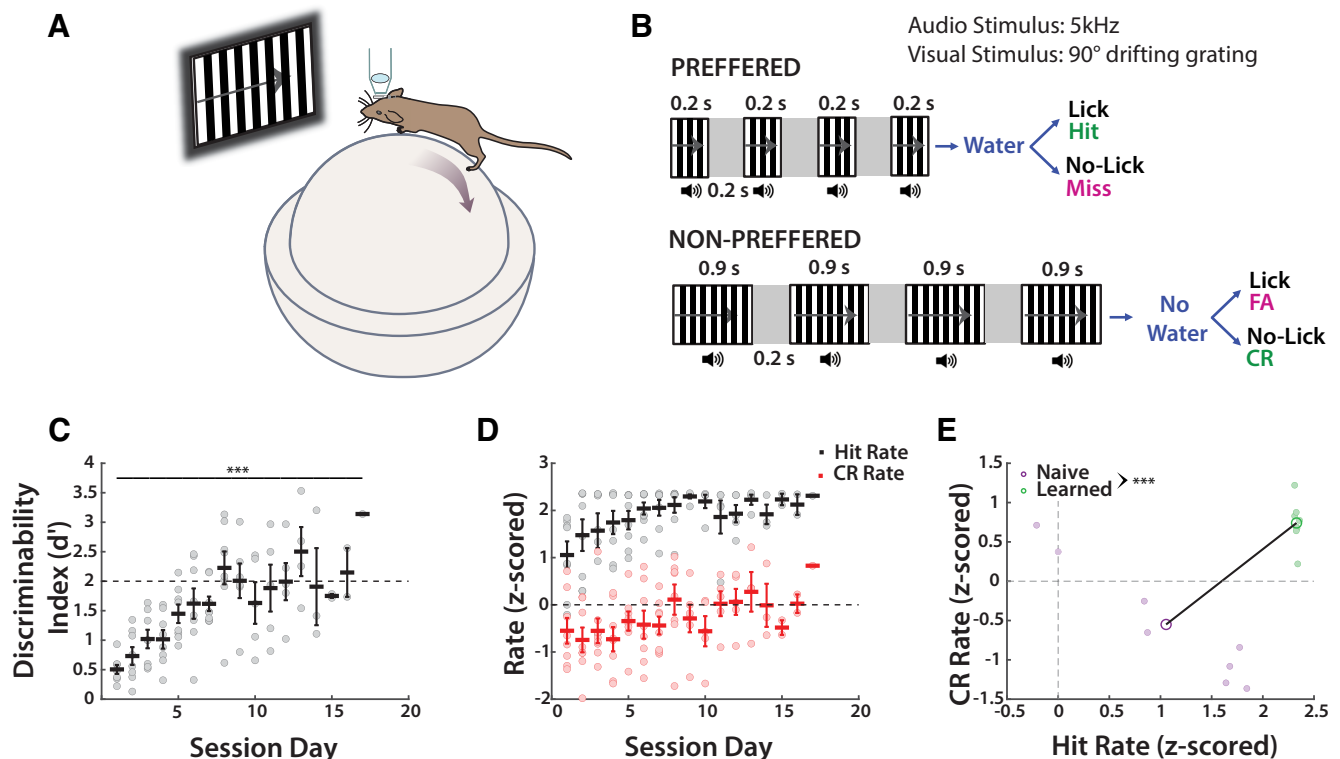 A
B
Audio Stimulus: 5kHz
Visual Stimulus: 90° drifting grating
PREFFERED
0.2 s 0.2 s 0.2 s 0.2 s
0.2 s
Water
Lick
Hit
No-Lick
Miss
NON-PREFFERED
0.9 s 0.9 s 0.9 s 0.9 s
0.2 s
No
Water
Lick
FA
No-Lick
CR
C
***
Discriminability
Index (d')
4
3.5
3
2.5
2
1.5
1
0.5
0
5 10 15 20
Session Day
D
Hit Rate
CR Rate
Rate (z-scored)
3
2
1
0
-1
-2
0 5 10 15 20
Session Day
E
Naive
Learned
***
CR Rate (z-scored)
1.5
1
0.5
0
-0.5
-1
-1.5
-0.5 0 0.5 1 1.5 2 2.5
Hit Rate (z-scored)